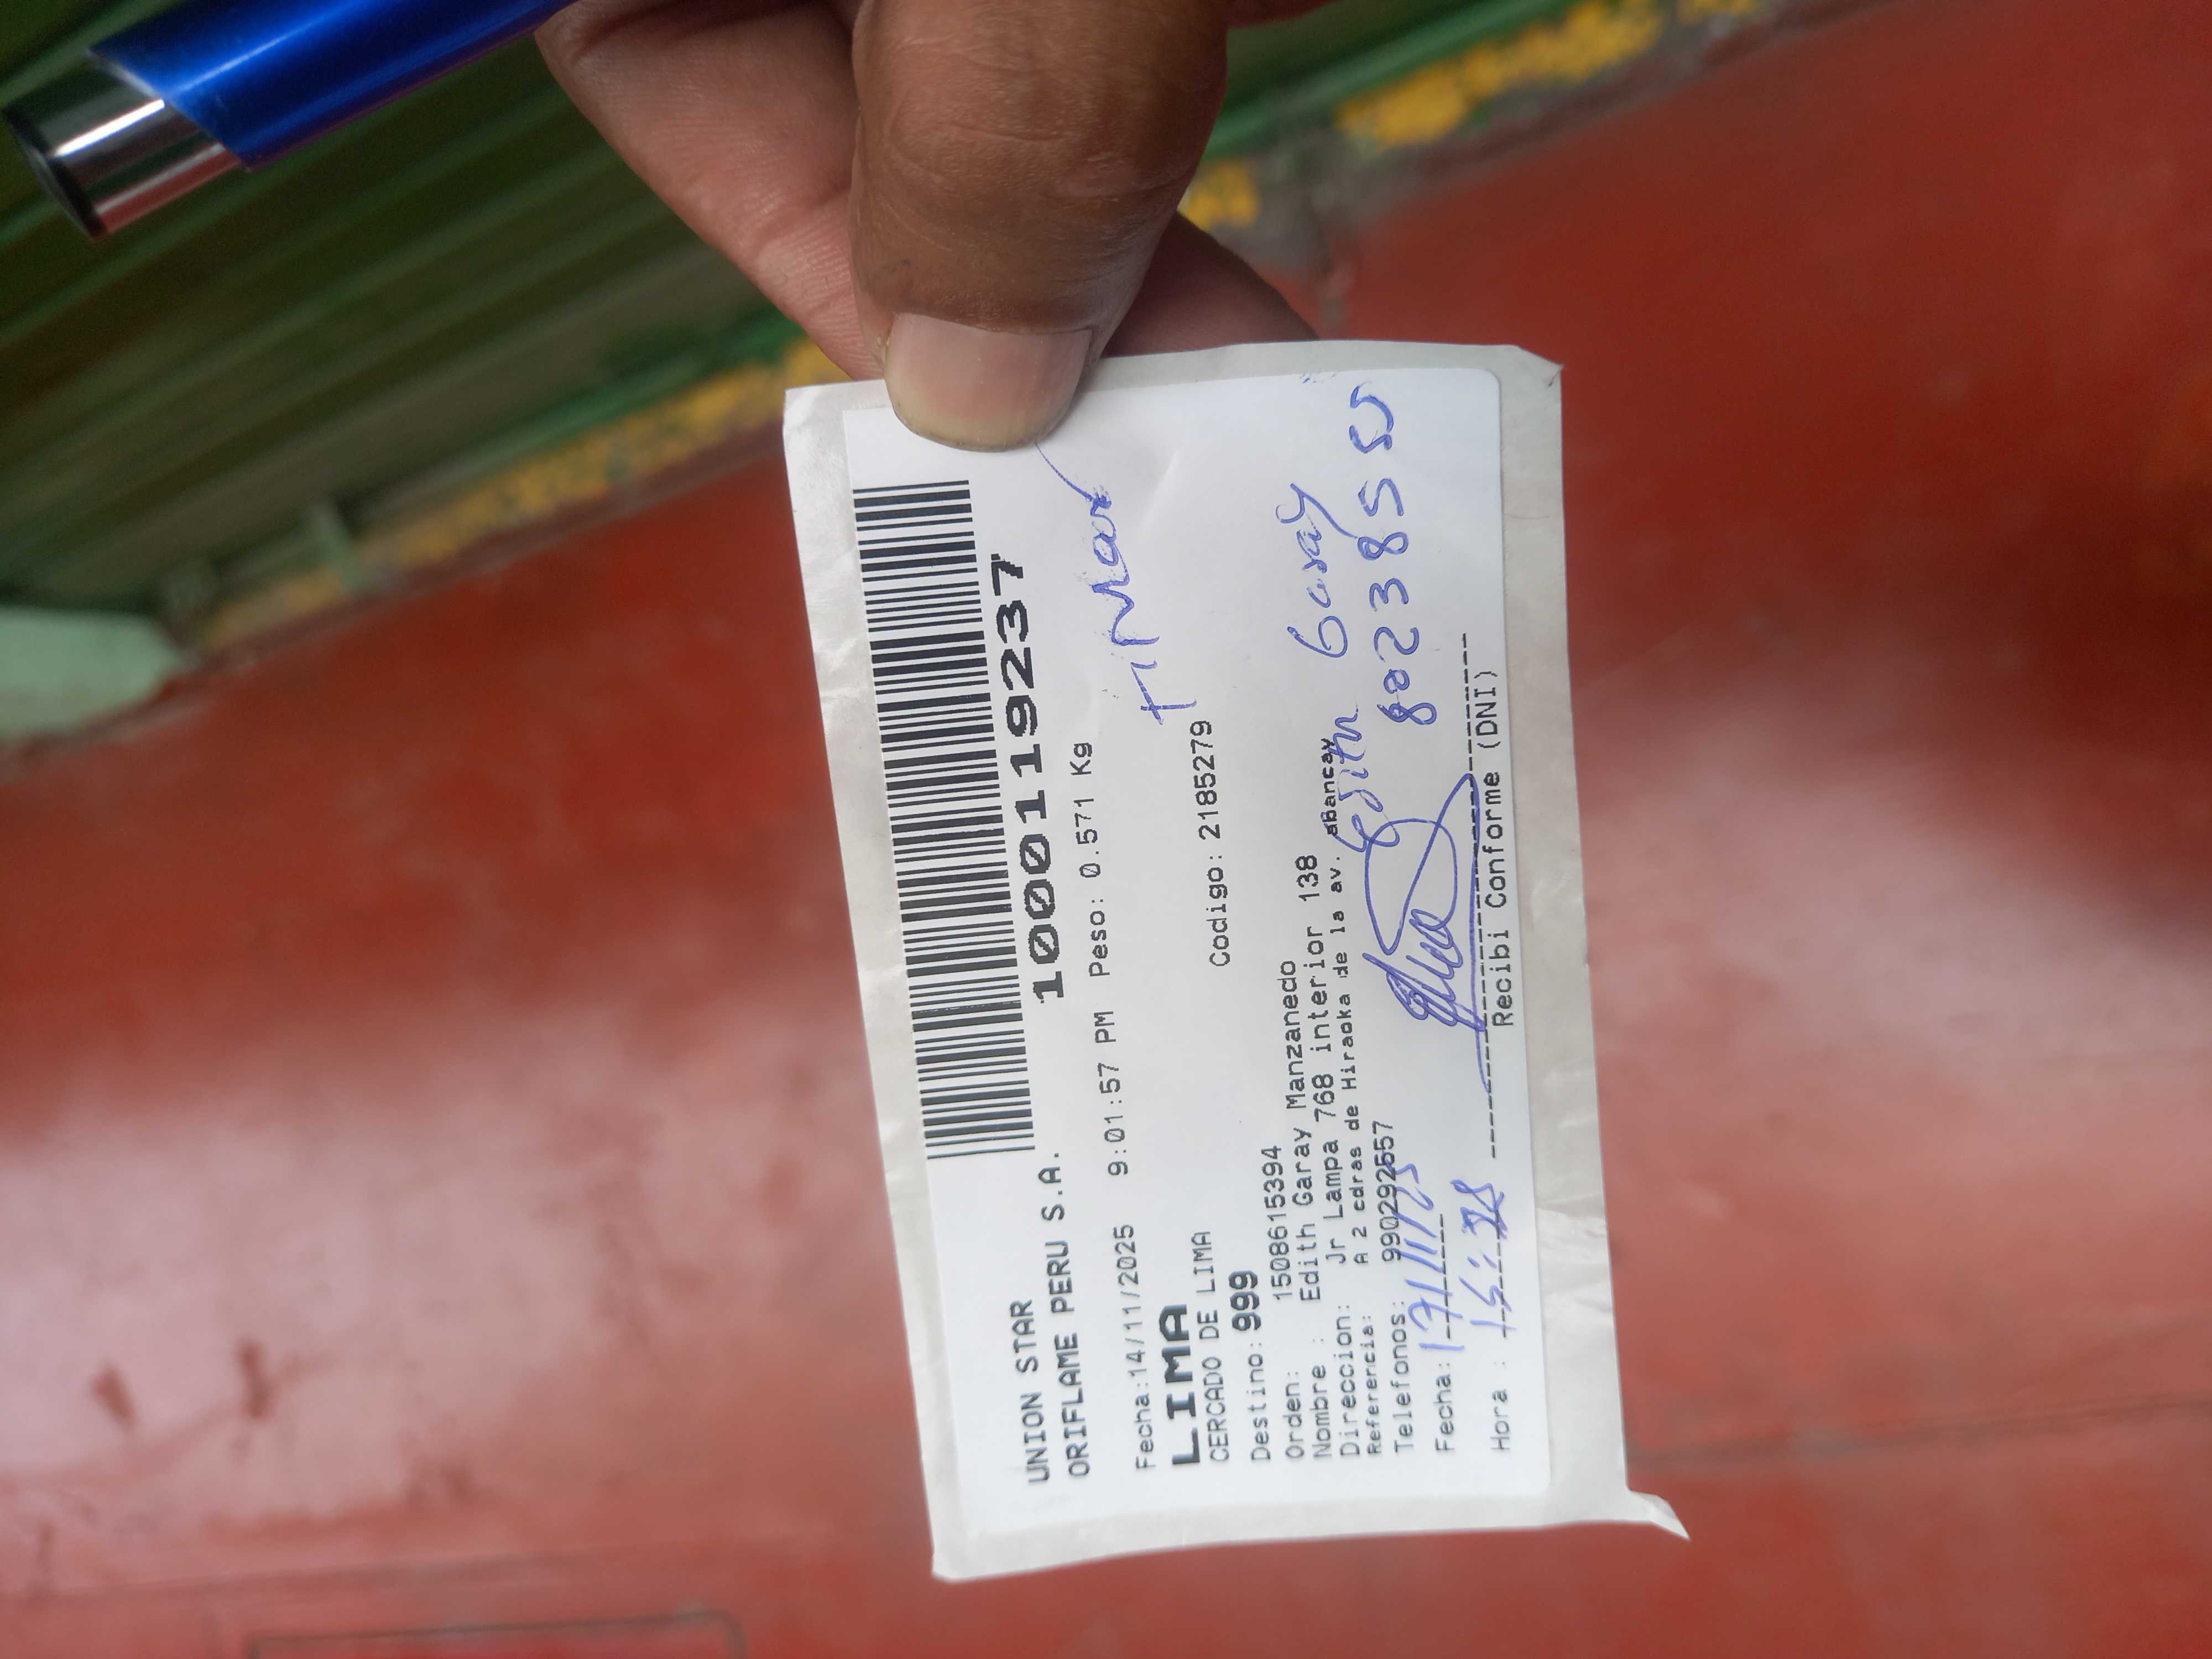 UNION STAR
ORIFLAME PERU S.A. 1000119237
Fecha:14/11/2025 9:01:57 PM Peso: 0.571 Kg
LIMA
FiRMar
CERCADO DE LIMA Codigo: 2185279
Destino: 999
Orden: 1508615394
Nombre : Edith Garay Manzanedo
Direccion: Jr Lampa 768 interior 138
Referencia: A 2 cdras de Hiraoka de la av. abancay
Edith Garay
Telefonos: 990292557
80238555
Fecha: 17/11/25
Hora :
Recibi Conforme (DNI)